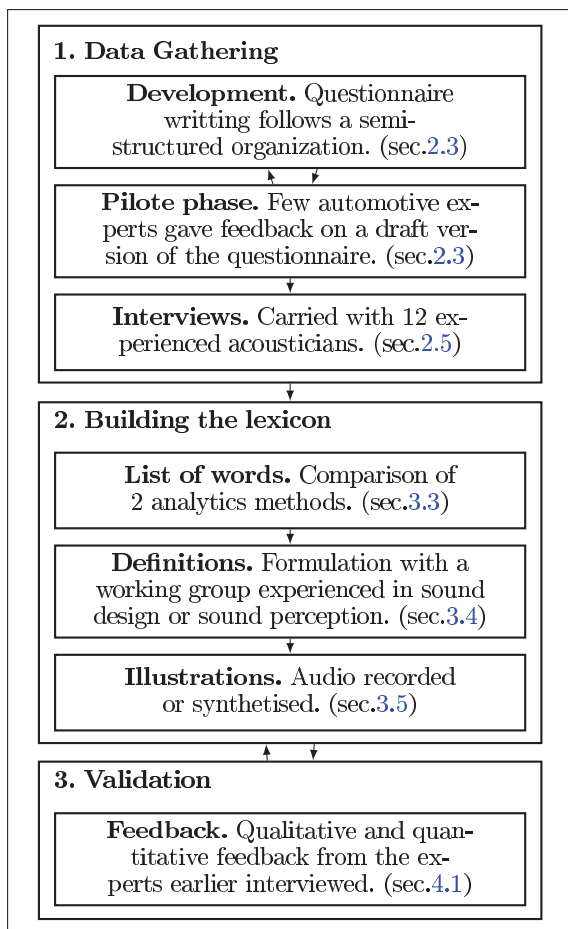 1. Data Gathering
Development. Questionnaire
writting follows a semi-
structured organization. (sec.2.3)
Pilote phase. Few automotive ex-
perts gave feedback on a draft ver-
sion of the questionnaire. (sec.2.3)
Interviews. Carried with 12 ex-
perienced acousticians. (sec.2.5)
2. Building the lexicon
List of words. Comparison of
2 analytics methods. (sec.3.3)
Definitions. Formulation with a
working group experienced in sound
design or sound perception. (sec.3.4)
Illustrations. Audio recorded
or synthetised. (sec.3.5)
3. Validation
Feedback. Qualitative and quan-
titative feedback from the ex-
perts earlier interviewed. (sec.4.1)